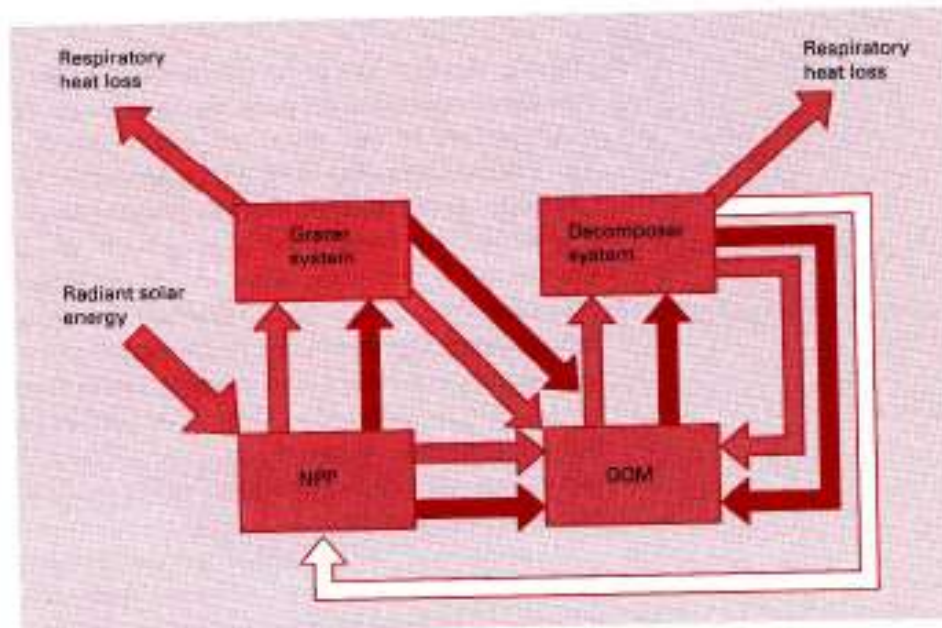 Respiratory
heat loss
Respiratory
heat loss
Grazer
system
Decomposer
system
Radiant solar
energy
NPP
DOM